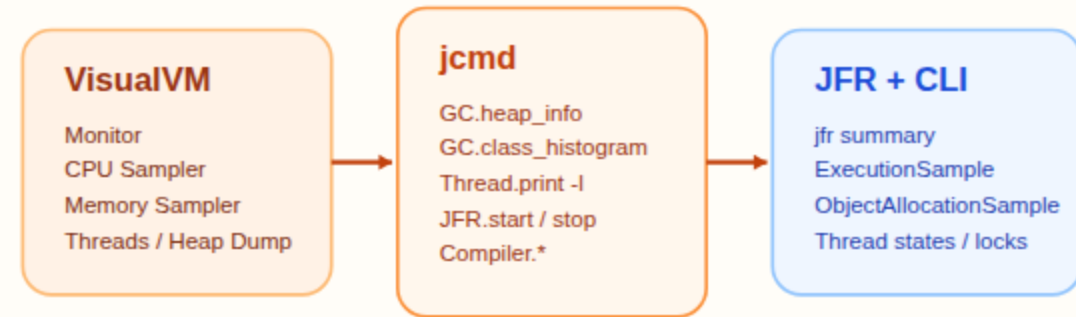 VisualVM
Monitor
CPU Sampler
Memory Sampler
Threads / Heap Dump
jcmd
GC.heap_info
GC.class_histogram
Thread.print -l
JFR.start / stop
Compiler.*
JFR + CLI
jfr summary
ExecutionSample
ObjectAllocationSample
Thread states / locks